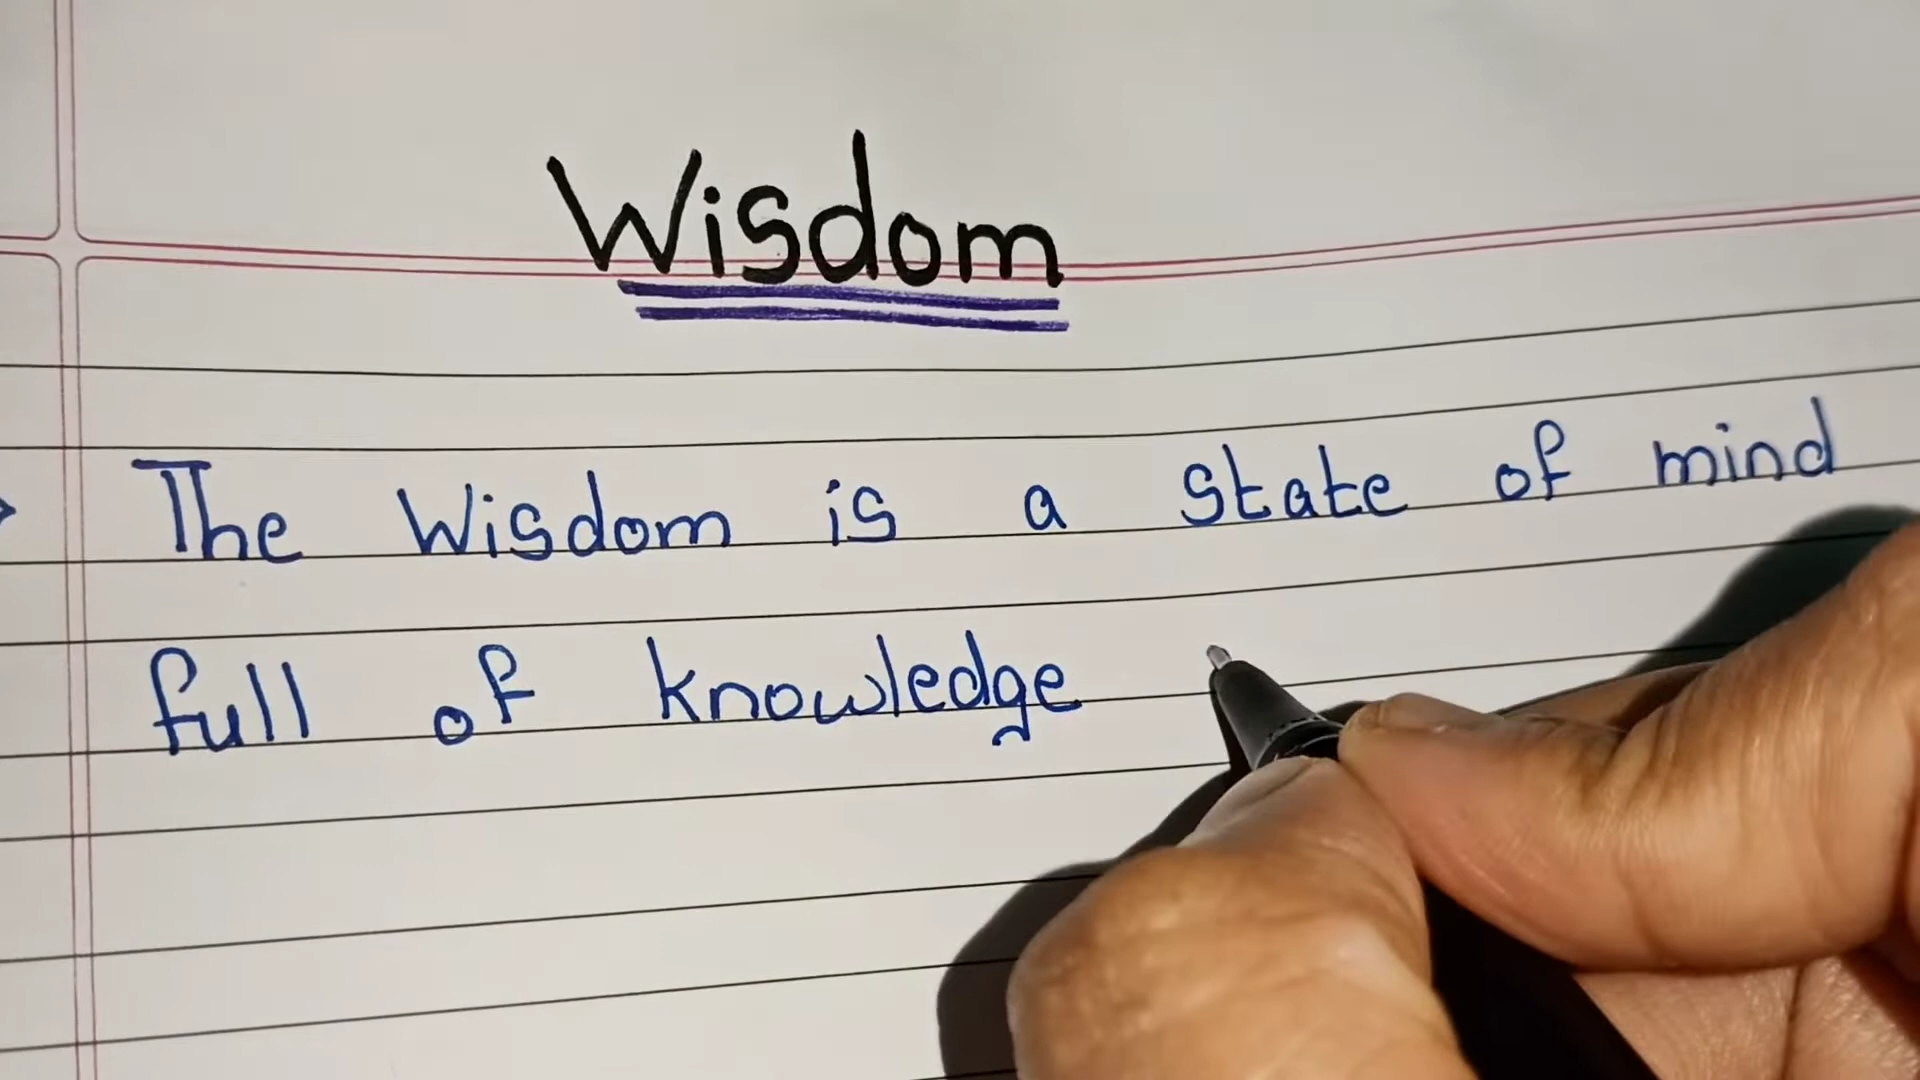 Wisdom
The Wisdom is a state of mind
full of knowledge